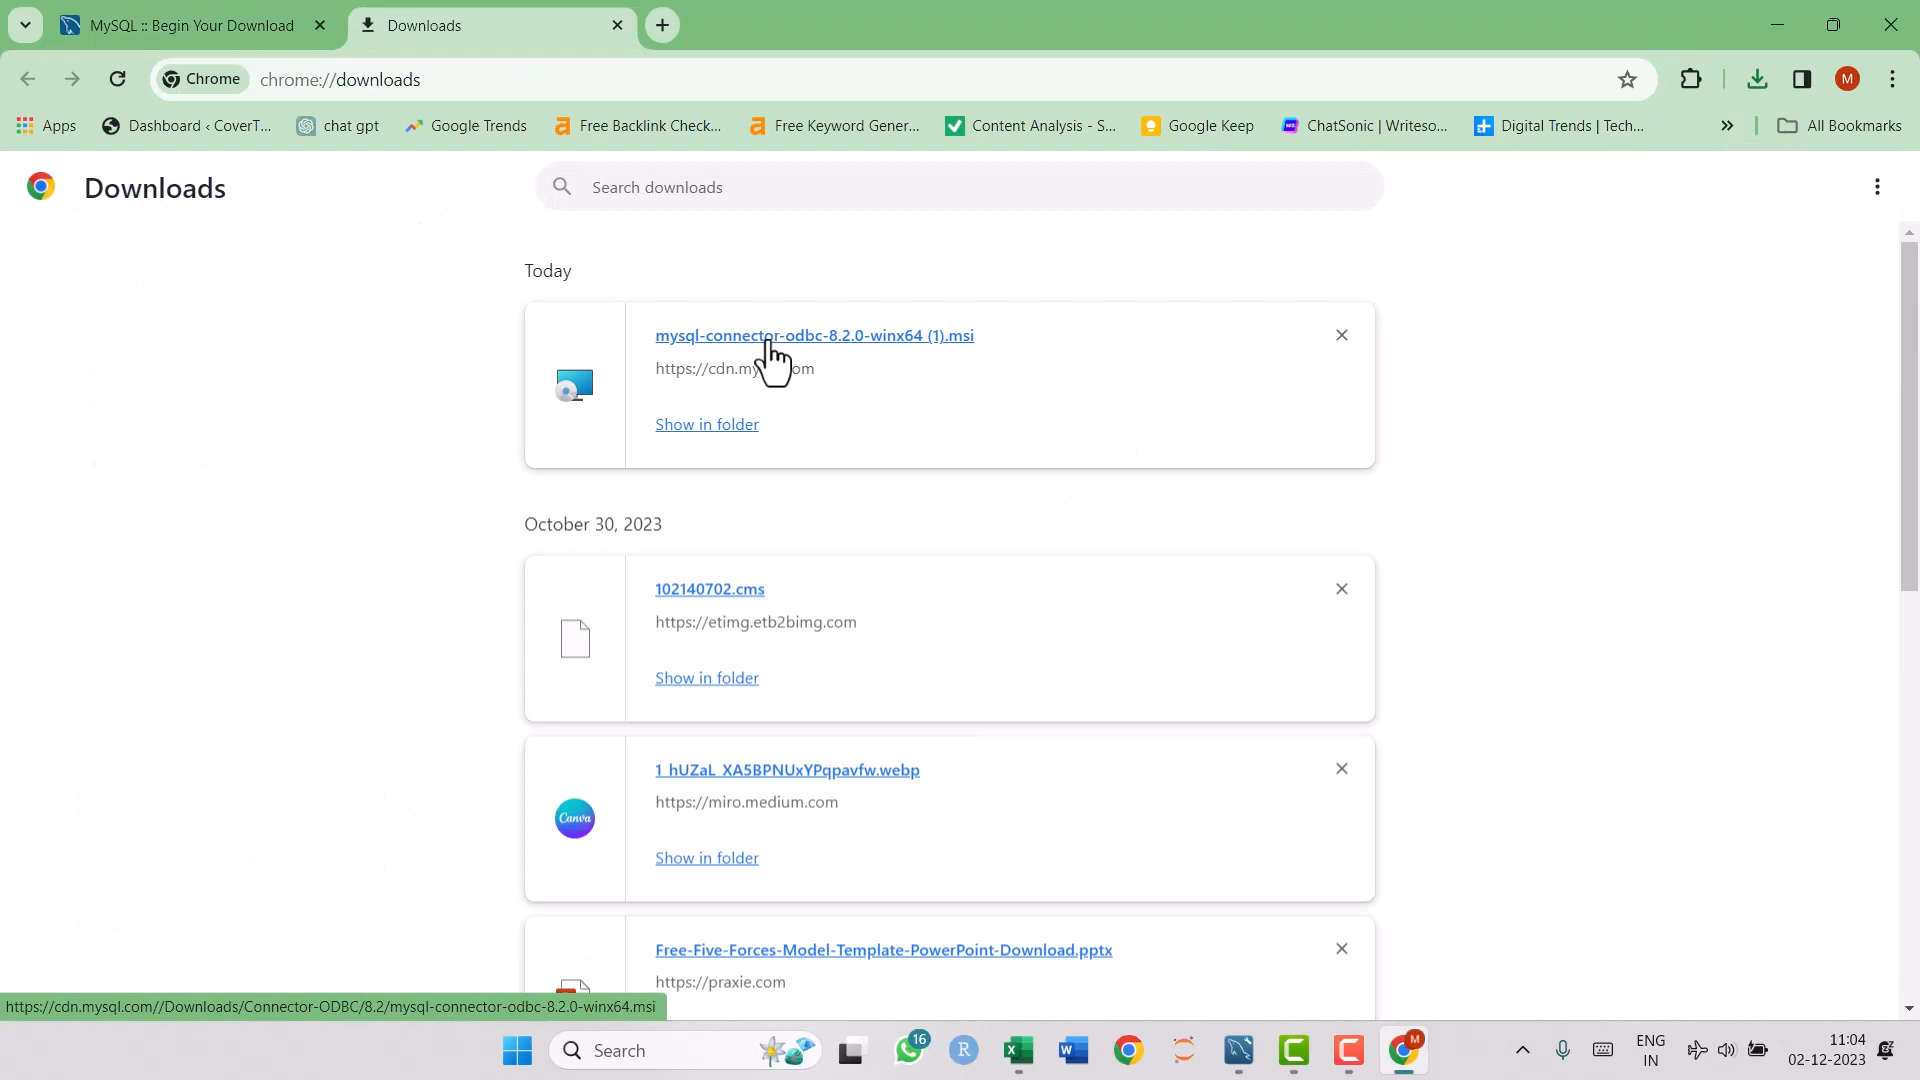 MySQL :: Begin Your Download
Downloads
Chrome
chrome://downloads
M
Apps
Dashboard ‹ CoverT...
chat gpt
Google Trends
Free Backlink Check...
Free Keyword Gener...
Content Analysis - S...
Google Keep
ChatSonic | Writeso...
Digital Trends | Tech...
»
All Bookmarks
Downloads
Search downloads
Today
mysql-connector-odbc-8.2.0-winx64 (1).msi
https://cdn.my om
Show in folder
October 30, 2023
102140702.cms
https://etimg.etb2bimg.com
Show in folder
1_hUZaL_XA5BPNUxYPqpavfw.webp
https://miro.medium.com
Canva
Show in folder
Free-Five-Forces-Model-Template-PowerPoint-Download.pptx
https://praxie.com
https://cdn.mysql.com//Downloads/Connector-ODBC/8.2/mysql-connector-odbc-8.2.0-winx64.msi
Search
16
R
M
ENG
IN
11:04
02-12-2023